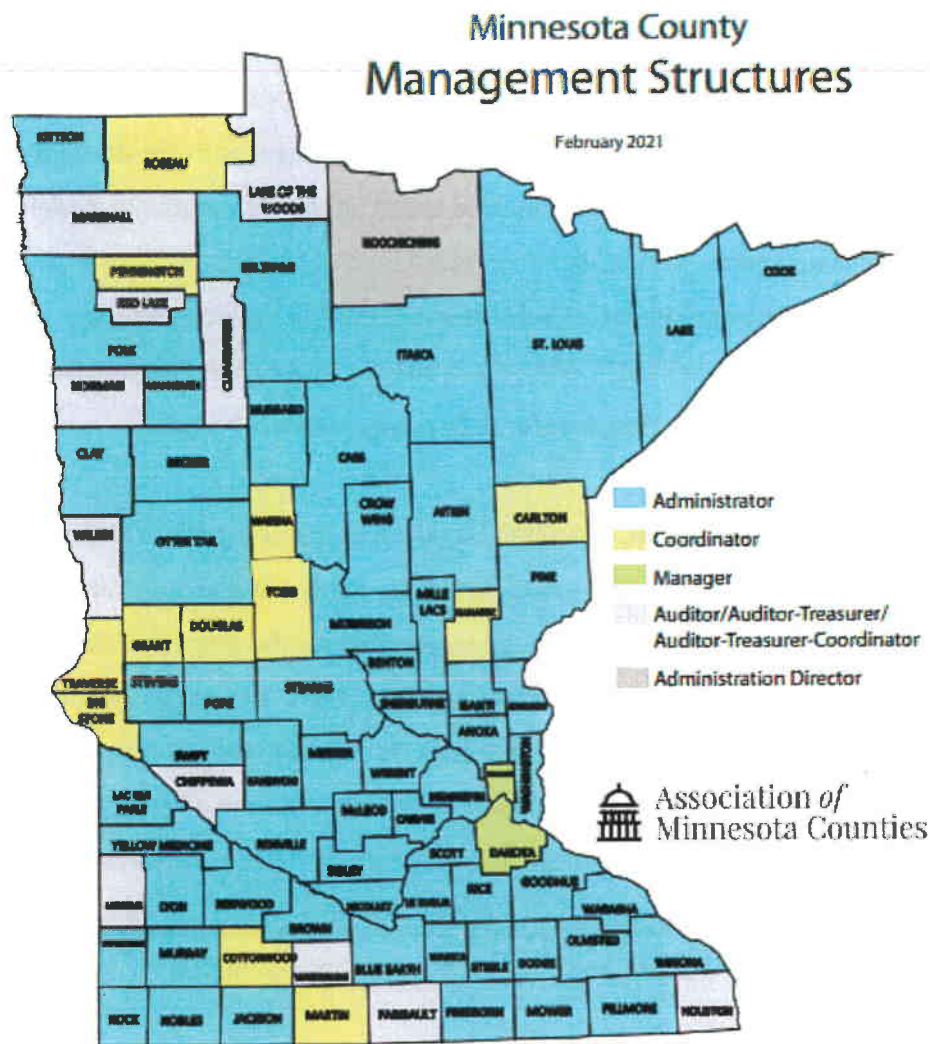 Minnesota County
Management Structures
February 2021
KITTSON
ROSEAU
LAKE OF THE
WOODS
MARSHALL
KOOCHICHING
BELTRAMI
PENNINGTON
RED LAKE
COOK
LAKE
ST. LOUIS
POLK
CLEARWATER
ITASCA
NORMAN
MAHNOMEN
HUBBARD
CASS
CLAY
BECKER
CROW
WING
AITKIN
CARLTON
WADENA
WILKIN
OTTER TAIL
PINE
TODD
MILLE
LACS
KANABEC
MORRISON
GRANT
DOUGLAS
BENTON
TRAVERSE
STEVENS
POPE
STEARNS
BIG
STONE
SHERBURNE
ISANTI
ANOKA
SWIFT
MEEKER
WRIGHT
CHIPPEWA
WASHINGTON
HENNEPIN
LAC QUI
PARLE
McLEOD
CARVER
YELLOW MEDICINE
RENVILLE
SCOTT
DAKOTA
SIBLEY
GOODHUE
RICE
LYON
REDWOOD
NICOLLET
LE SUEUR
WABASHA
BROWN
OLMSTED
MURRAY
COTTONWOOD
BLUE EARTH
WASECA
STEELE
DODGE
WINONA
ROCK
NOBLES
JACKSON
MARTIN
FARIBAULT
FREEBORN
MOWER
FILLMORE
HOUSTON
Administrator
Coordinator
Manager
Auditor/Auditor-Treasurer/
Auditor-Treasurer-Coordinator
Administration Director
Association of
Minnesota Counties